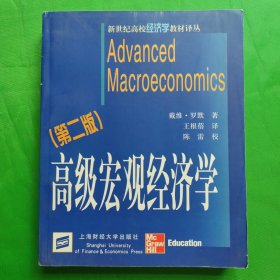 新世纪高校经济学教材译丛
Advanced
Macroeconomics
(第二版)
戴维·罗默 著
王根蓓 译
陈雷 校
高级宏观经济学
上海财经大学出版社
Shanghai University
of Finance & Economics Press
Mc
Graw
Hill
Education